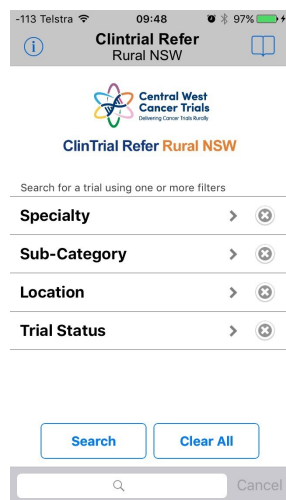 -113 Telstra 09:48 97%
Clintrial Refer
Rural NSW
Central West
Cancer Trials
Delivering Cancer Trials Rurally
ClinTrial Refer Rural NSW
Search for a trial using one or more filters
Specialty
Sub-Category
Location
Trial Status
Search Clear All
Cancel